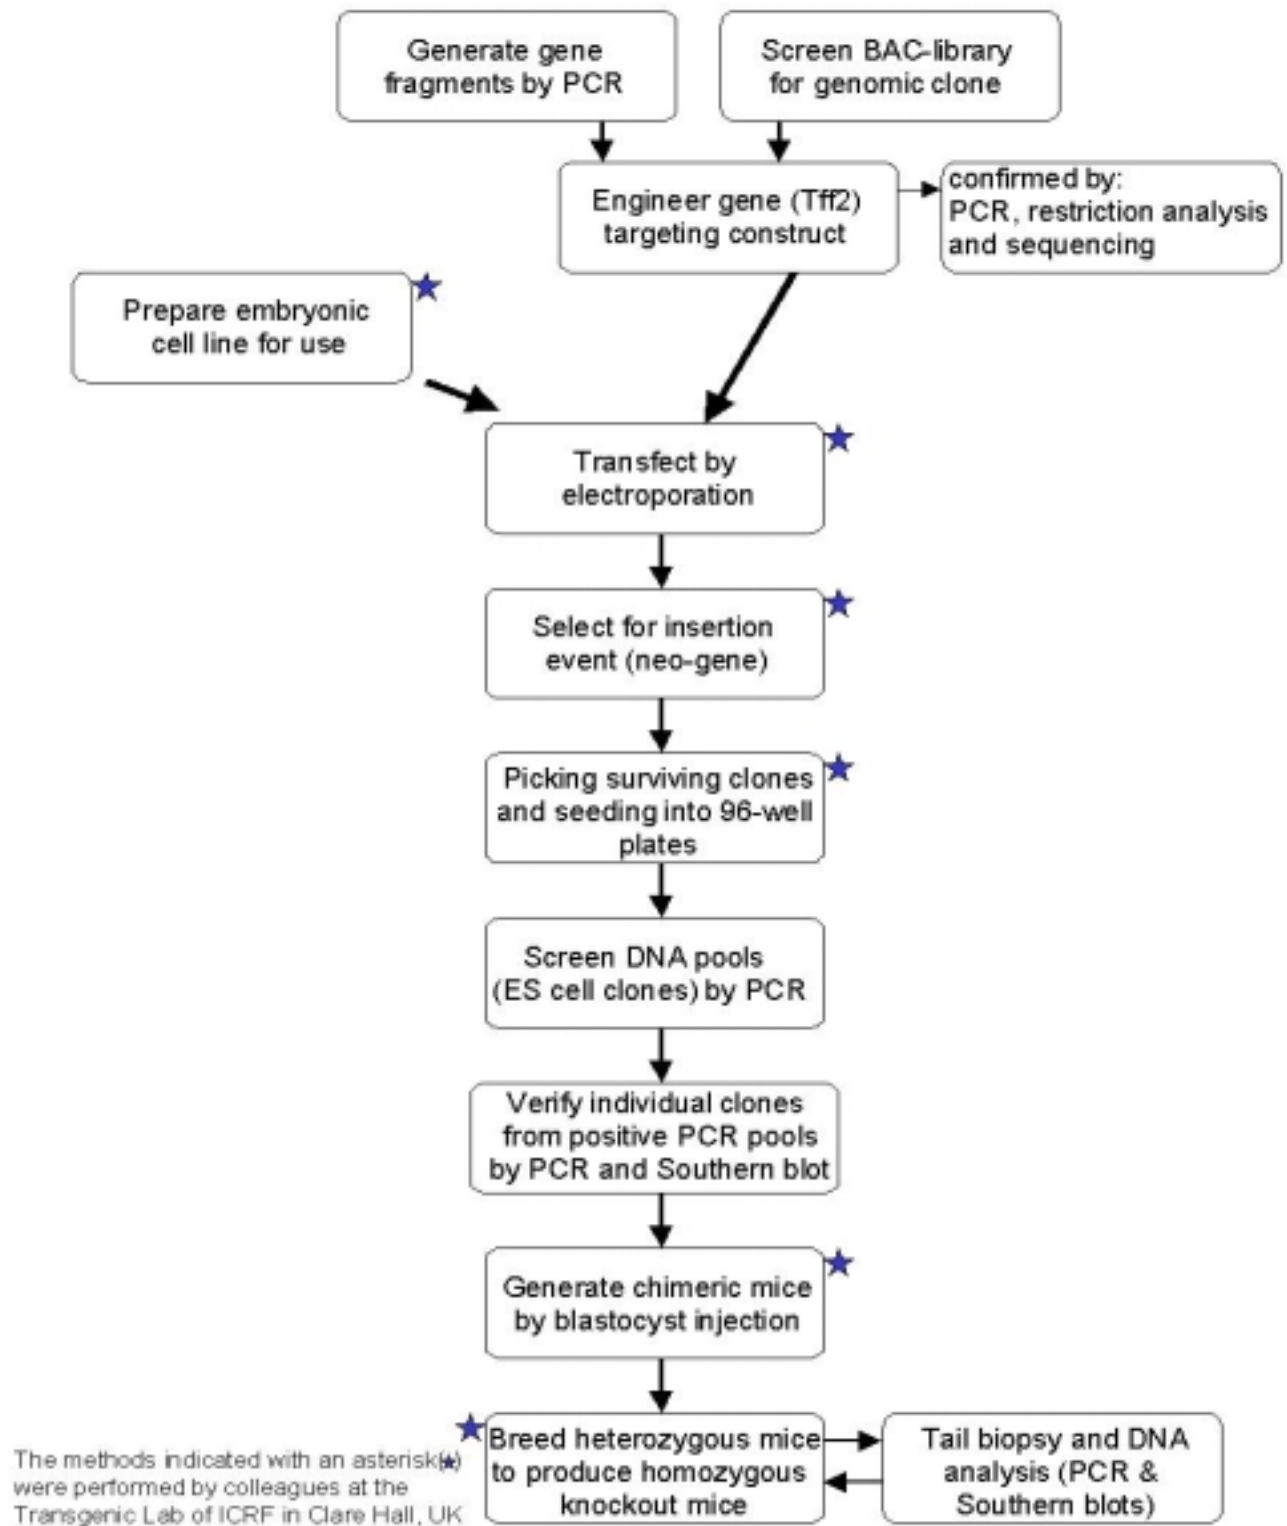 Generate gene
fragments by PCR
Screen BAC-library
for genomic clone
Engineer gene (Tff2)
targeting construct
confirmed by:
PCR, restriction analysis
and sequencing
Prepare embryonic
cell line for use
Transfect by
electroporation
Select for insertion
event (neo-gene)
Picking surviving clones
and seeding into 96-well
plates
Screen DNA pools
(ES cell clones) by PCR
Verify individual clones
from positive PCR pools
by PCR and Southern blot
Generate chimeric mice
by blastocyst injection
Breed heterozygous mice
to produce homozygous
knockout mice
Tail biopsy and DNA
analysis (PCR &
Southern blots)
The methods indicated with an asterisk(★)
were performed by colleagues at the
Transgenic Lab of ICRF in Clare Hall, UK